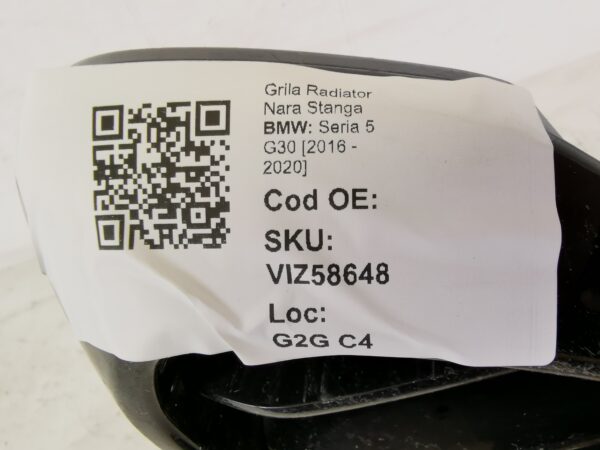 Grila Radiator
Nara Stanga
BMW: Seria 5
G30 [2016 -
2020]
Cod OE:
SKU:
VIZ58648
Loc:
G2G C4